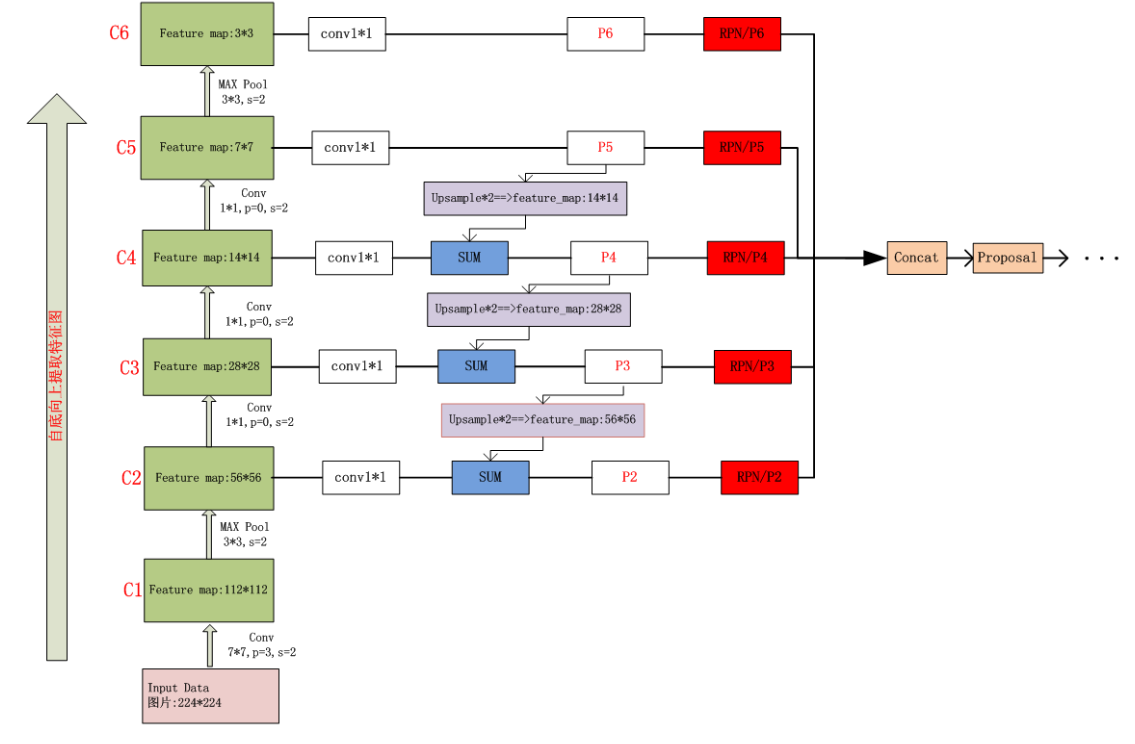 C6
Feature map:3*3
conv1*1
P6
RPN/P6
MAX Pool
3*3,s=2
C5
Feature map:7*7
conv1*1
P5
RPN/P5
Conv
1*1,p=0,s=2
Upsample*2==>feature_map:14*14
C4
Feature map:14*14
conv1*1
SUM
P4
RPN/P4
Concat
Proposal
...
Conv
1*1,p=0,s=2
Upsample*2==>feature_map:28*28
自底向上提取特征图
C3
Feature map:28*28
conv1*1
SUM
P3
RPN/P3
Conv
1*1,p=0,s=2
Upsample*2==>feature_map:56*56
C2
Feature map:56*56
conv1*1
SUM
P2
RPN/P2
MAX Pool
3*3,s=2
C1
Feature map:112*112
Conv
7*7,p=3,s=2
Input Data
图片:224*224